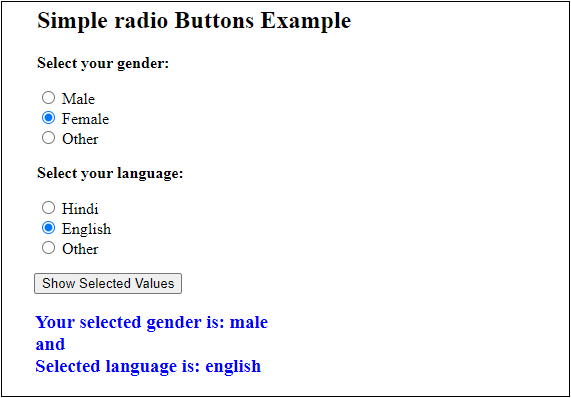 Simple radio Buttons Example
Select your gender:
Male
Female
Other
Select your language:
Hindi
English
Other
Show Selected Values
Your selected gender is: male
and
Selected language is: english